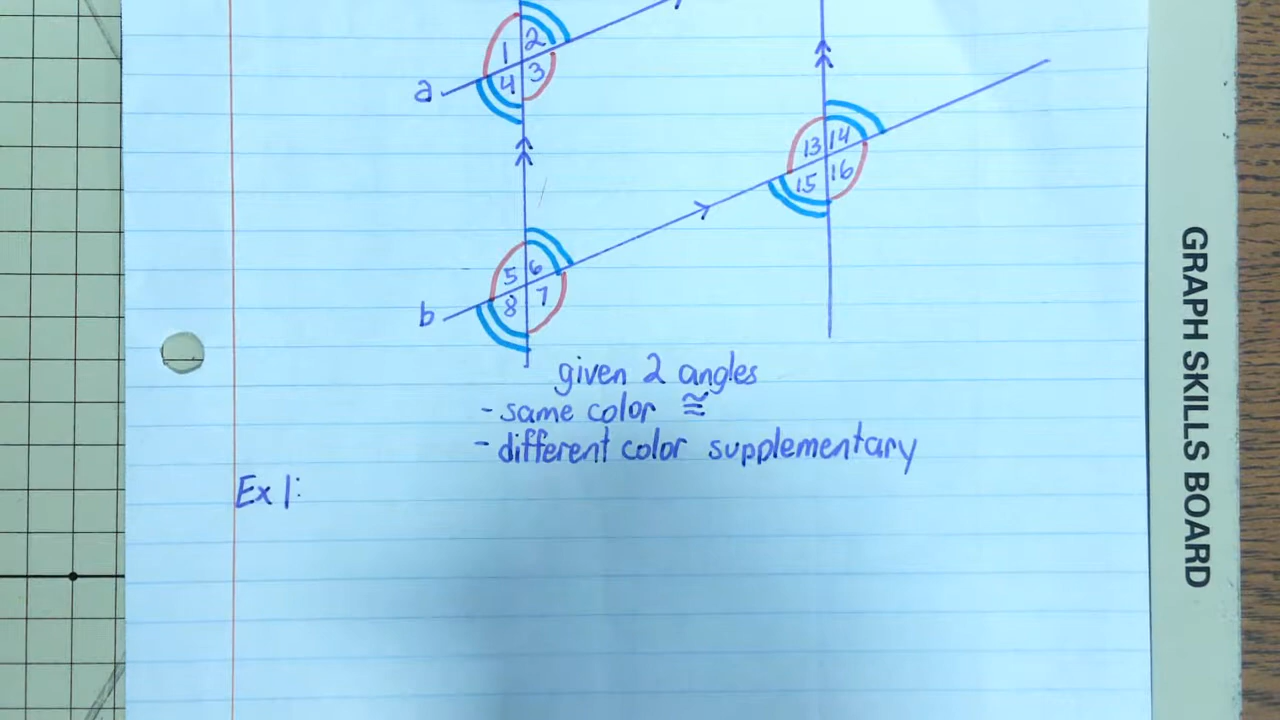 1 2
a 4 3
13 14
15 16
5 6
b 8 7
given 2 angles
- same color ≅
- different color supplementary
Ex 1:
GRAPH SKILLS BOARD